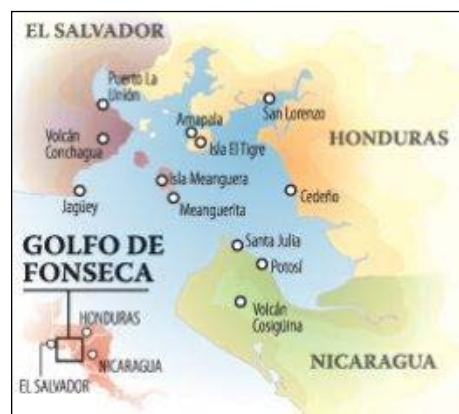 EL SALVADOR
Puerto La
Unión
San Lorenzo
Amapala
Volcán
Conchagua
Isla El Tigre
HONDURAS
Isla Meanguera
Cedeño
Jagüey
Meanguerita
GOLFO DE
FONSECA
Santa Julia
Potosí
Volcán
Cosigüina
HONDURAS
NICARAGUA
EL SALVADOR
NICARAGUA